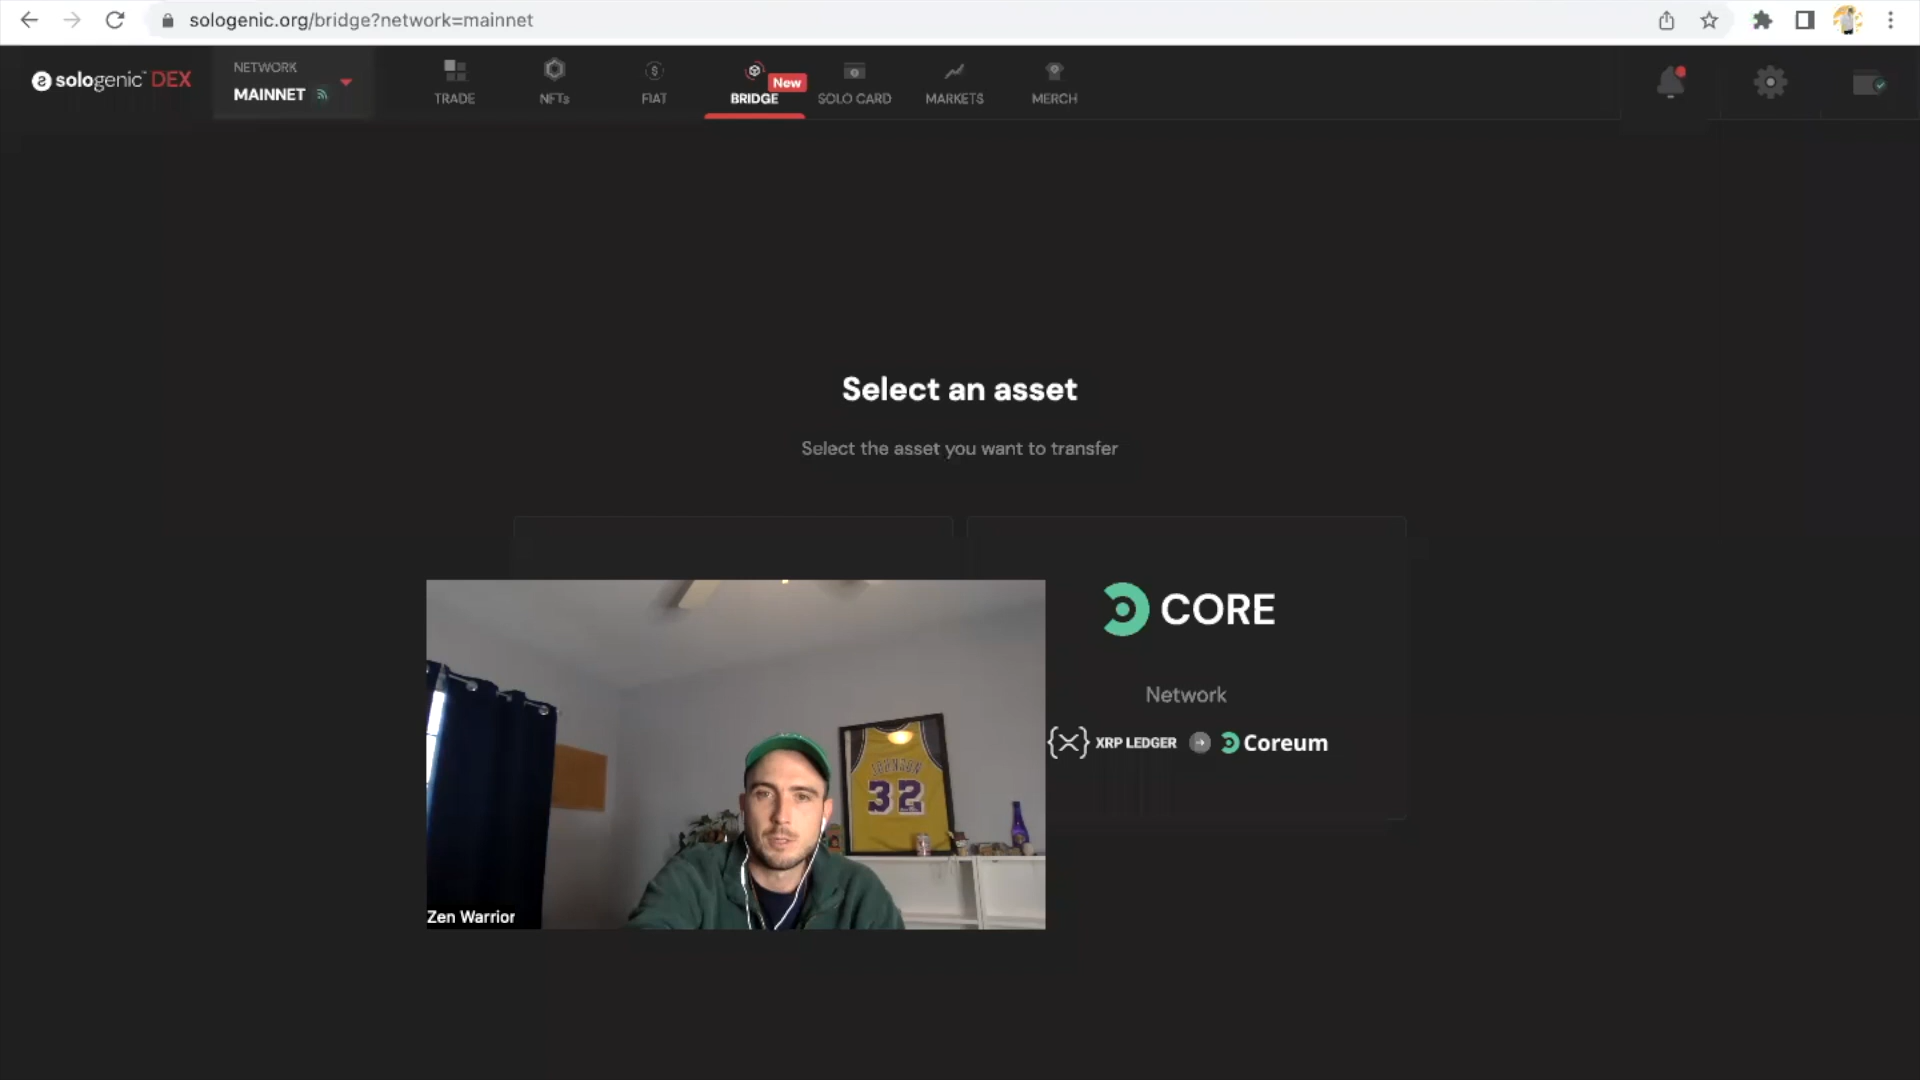 sologenic.org/bridge?network=mainnet
sologenic DEX
NETWORK
MAINNET
TRADE
NFTs
FIAT
BRIDGE
New
SOLO CARD
MARKETS
MERCH
Select an asset
Select the asset you want to transfer
CORE
Network
XRP LEDGER
Coreum
JOHNSON
32
Zen Warrior